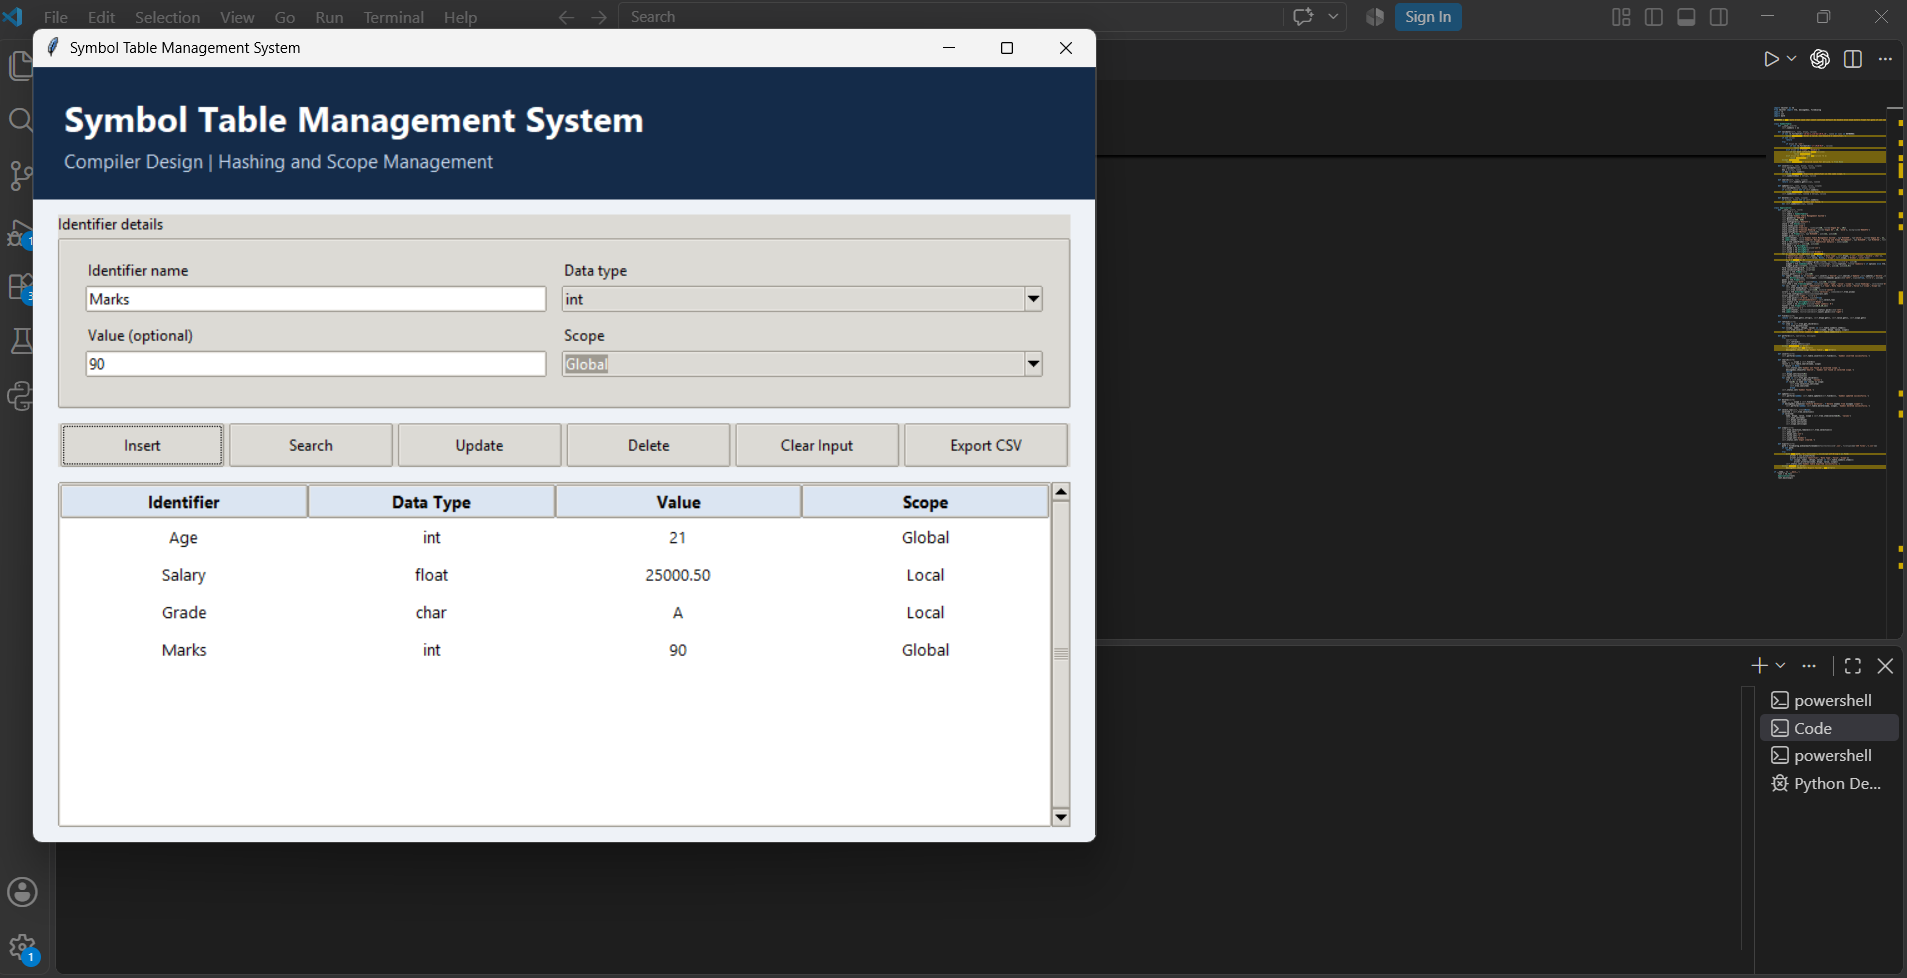 File Edit Selection View Go Run Terminal Help Search Sign In
Symbol Table Management System
Symbol Table Management System
Compiler Design | Hashing and Scope Management
Identifier details
Identifier name Data type
Marks int
Value (optional) Scope
90 Global
Insert Search Update Delete Clear Input Export CSV
Identifier Data Type Value Scope
Age int 21 Global
Salary float 25000.50 Local
Grade char A Local
Marks int 90 Global
powershell
Code
powershell
Python De...
1
3
1